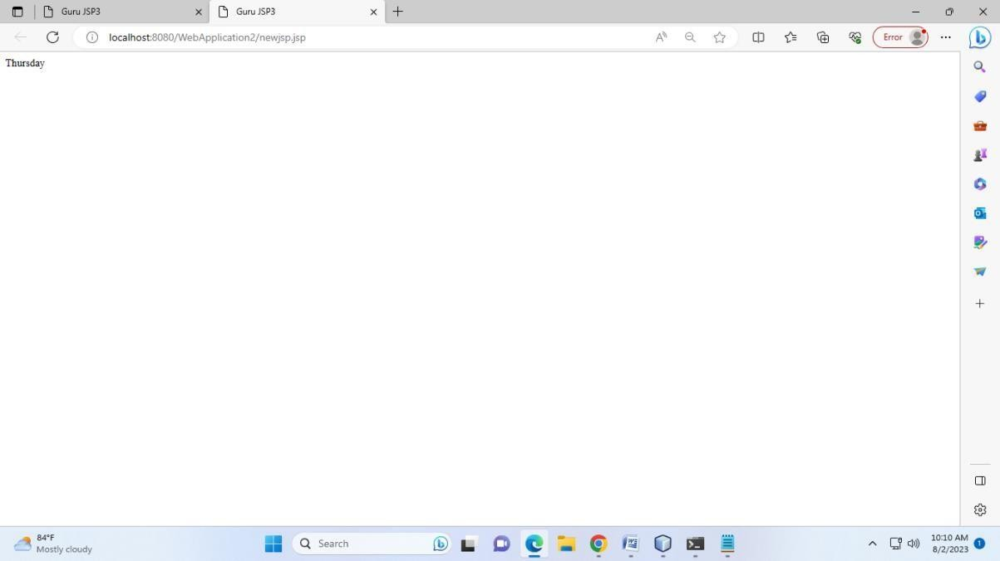 Guru JSP3
Guru JSP3
localhost:8080/WebApplication2/newjsp.jsp
Error
Thursday
84°F
Mostly cloudy
Search
10:10 AM
8/2/2023
1